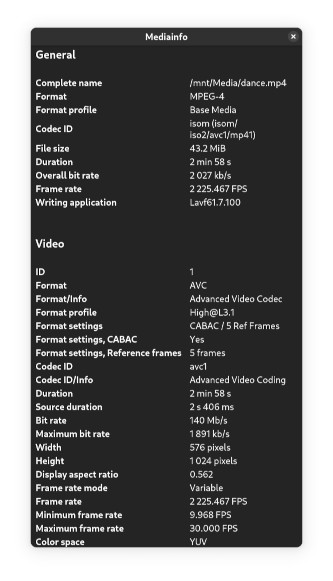 Mediainfo
General
Complete name /mnt/Media/dance.mp4
Format MPEG-4
Format profile Base Media
Codec ID isom (isom/
iso2/avc1/mp41)
File size 43.2 MiB
Duration 2 min 58 s
Overall bit rate 2 027 kb/s
Frame rate 2 225.467 FPS
Writing application Lavf61.7.100
Video
ID 1
Format AVC
Format/Info Advanced Video Codec
Format profile High@L3.1
Format settings CABAC / 5 Ref Frames
Format settings, CABAC Yes
Format settings, Reference frames 5 frames
Codec ID avc1
Codec ID/Info Advanced Video Coding
Duration 2 min 58 s
Source duration 2 s 406 ms
Bit rate 140 Mb/s
Maximum bit rate 1 891 kb/s
Width 576 pixels
Height 1 024 pixels
Display aspect ratio 0.562
Frame rate mode Variable
Frame rate 2 225.467 FPS
Minimum frame rate 9.968 FPS
Maximum frame rate 30.000 FPS
Color space YUV